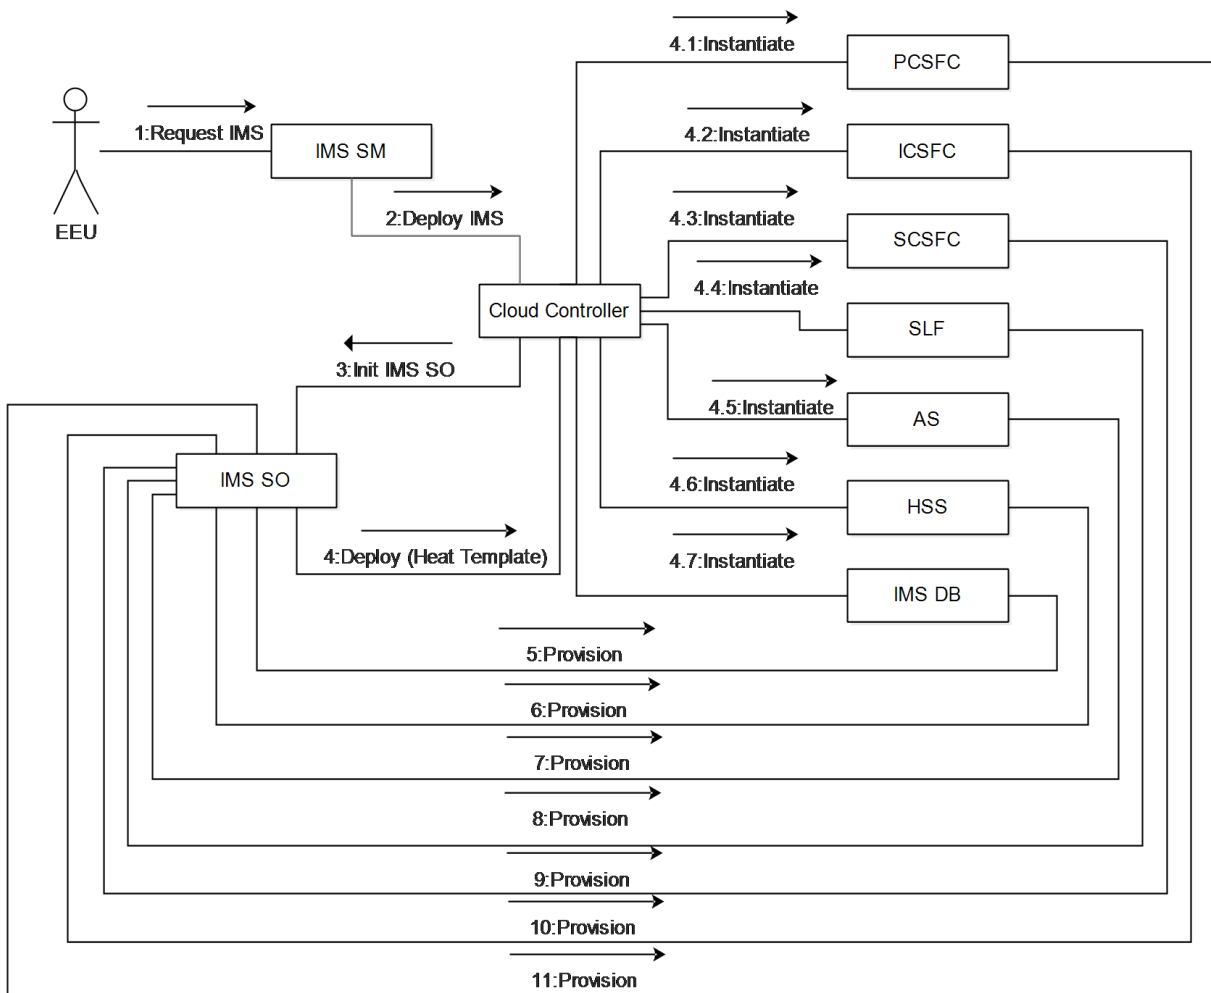 4.1:Instantiate
PCSFC
1:Request IMS
IMS SM
4.2:Instantiate
ICSFC
2:Deploy IMS
4.3:Instantiate
EEU
SCSFC
4.4:Instantiate
Cloud Controller
SLF
3:Init IMS SO
4.5:Instantiate
AS
IMS SO
4.6:Instantiate
HSS
4:Deploy (Heat Template)
4.7:Instantiate
IMS DB
5:Provision
6:Provision
7:Provision
8:Provision
9:Provision
10:Provision
11:Provision